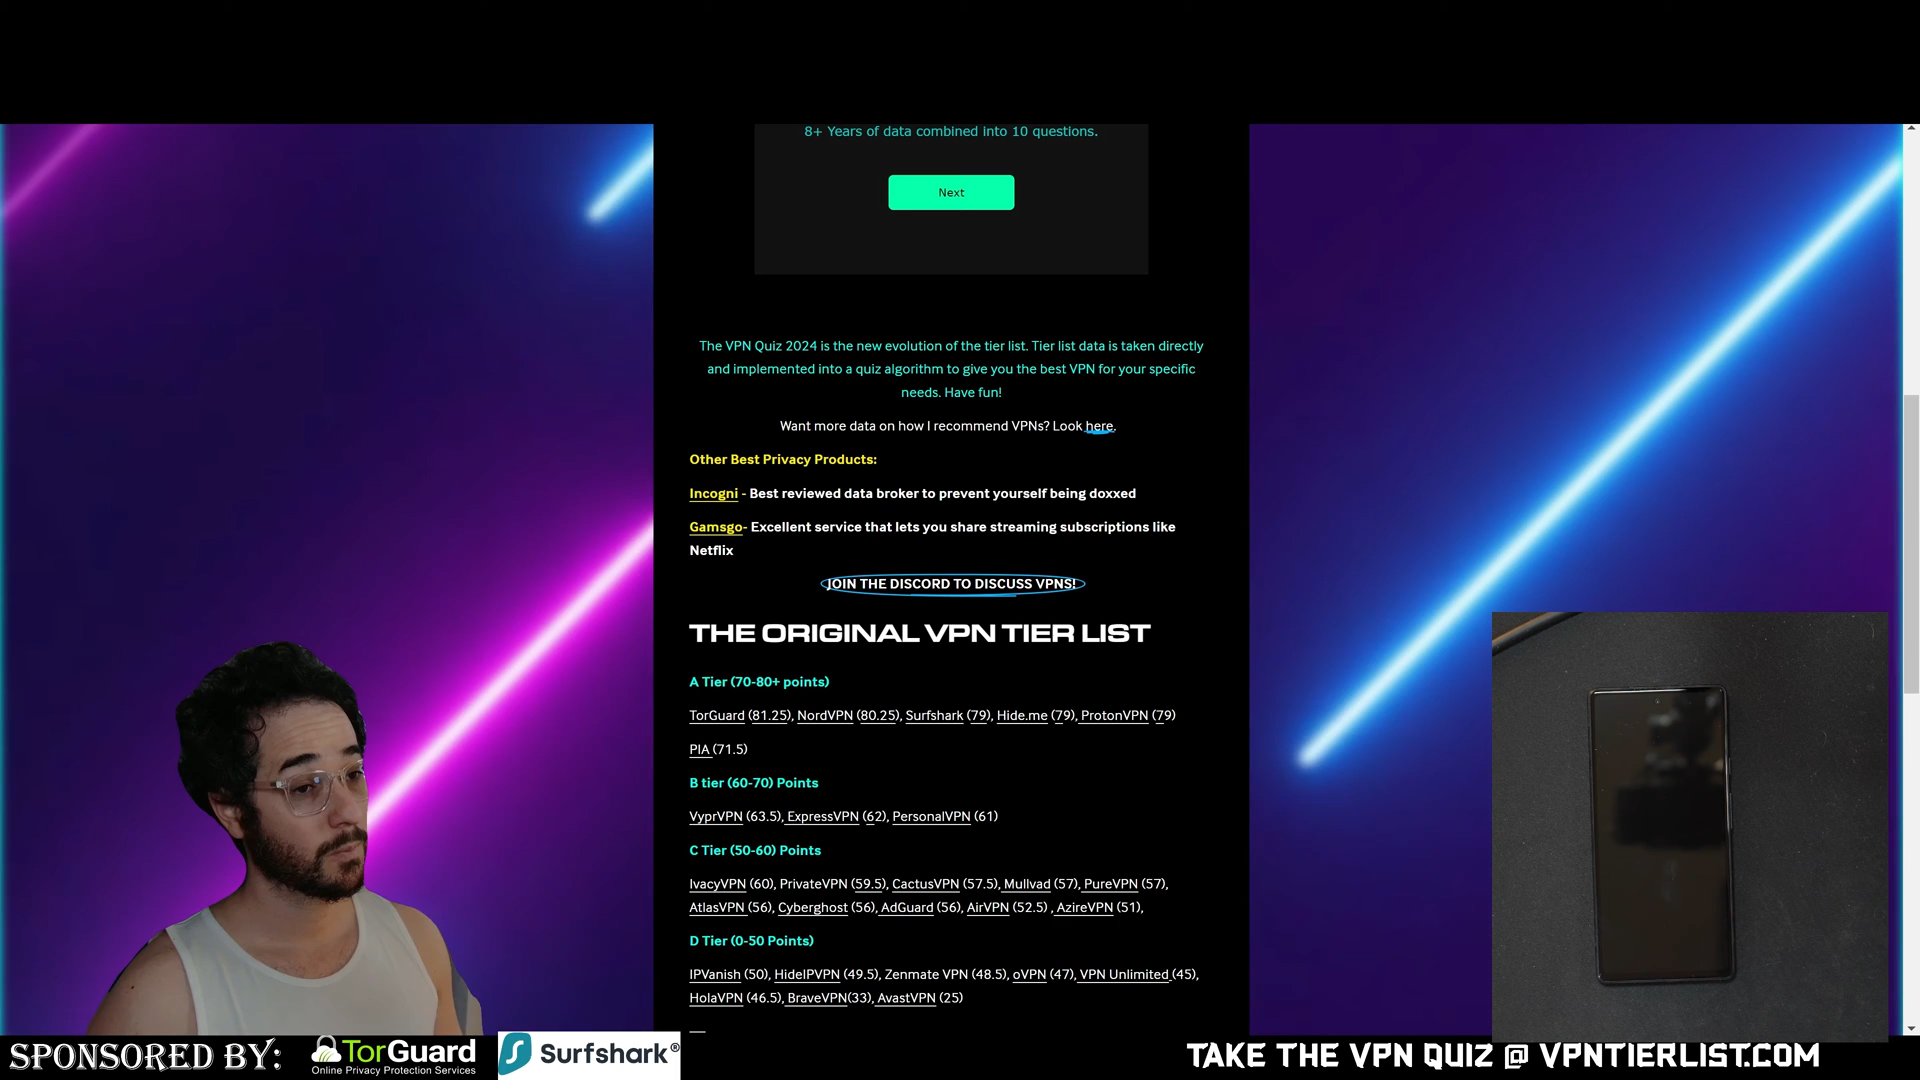 8+ Years of data combined into 10 questions.
Next
The VPN Quiz 2024 is the new evolution of the tier list. Tier list data is taken directly
and implemented into a quiz algorithm to give you the best VPN for your specific
needs. Have fun!
Want more data on how I recommend VPNs? Look here.
Other Best Privacy Products:
Incogni - Best reviewed data broker to prevent yourself being doxxed
Gamsgo- Excellent service that lets you share streaming subscriptions like
Netflix
JOIN THE DISCORD TO DISCUSS VPNS!
THE ORIGINAL VPN TIER LIST
A Tier (70-80+ points)
TorGuard (81.25), NordVPN (80.25), Surfshark (79), Hide.me (79), ProtonVPN (79)
PIA (71.5)
B tier (60-70) Points
VyprVPN (63.5), ExpressVPN (62), PersonalVPN (61)
C Tier (50-60) Points
IvacyVPN (60), PrivateVPN (59.5), CactusVPN (57.5), Mullvad (57), PureVPN (57),
AtlasVPN (56), Cyberghost (56), AdGuard (56), AirVPN (52.5) , AzireVPN (51),
D Tier (0-50 Points)
IPVanish (50), HideIPVPN (49.5), Zenmate VPN (48.5), oVPN (47), VPN Unlimited (45),
HolaVPN (46.5), BraveVPN(33), AvastVPN (25)
—
SPONSORED BY: TorGuard Surfshark®
Online Privacy Protection Services
TAKE THE VPN QUIZ @ VPNTIERLIST.COM